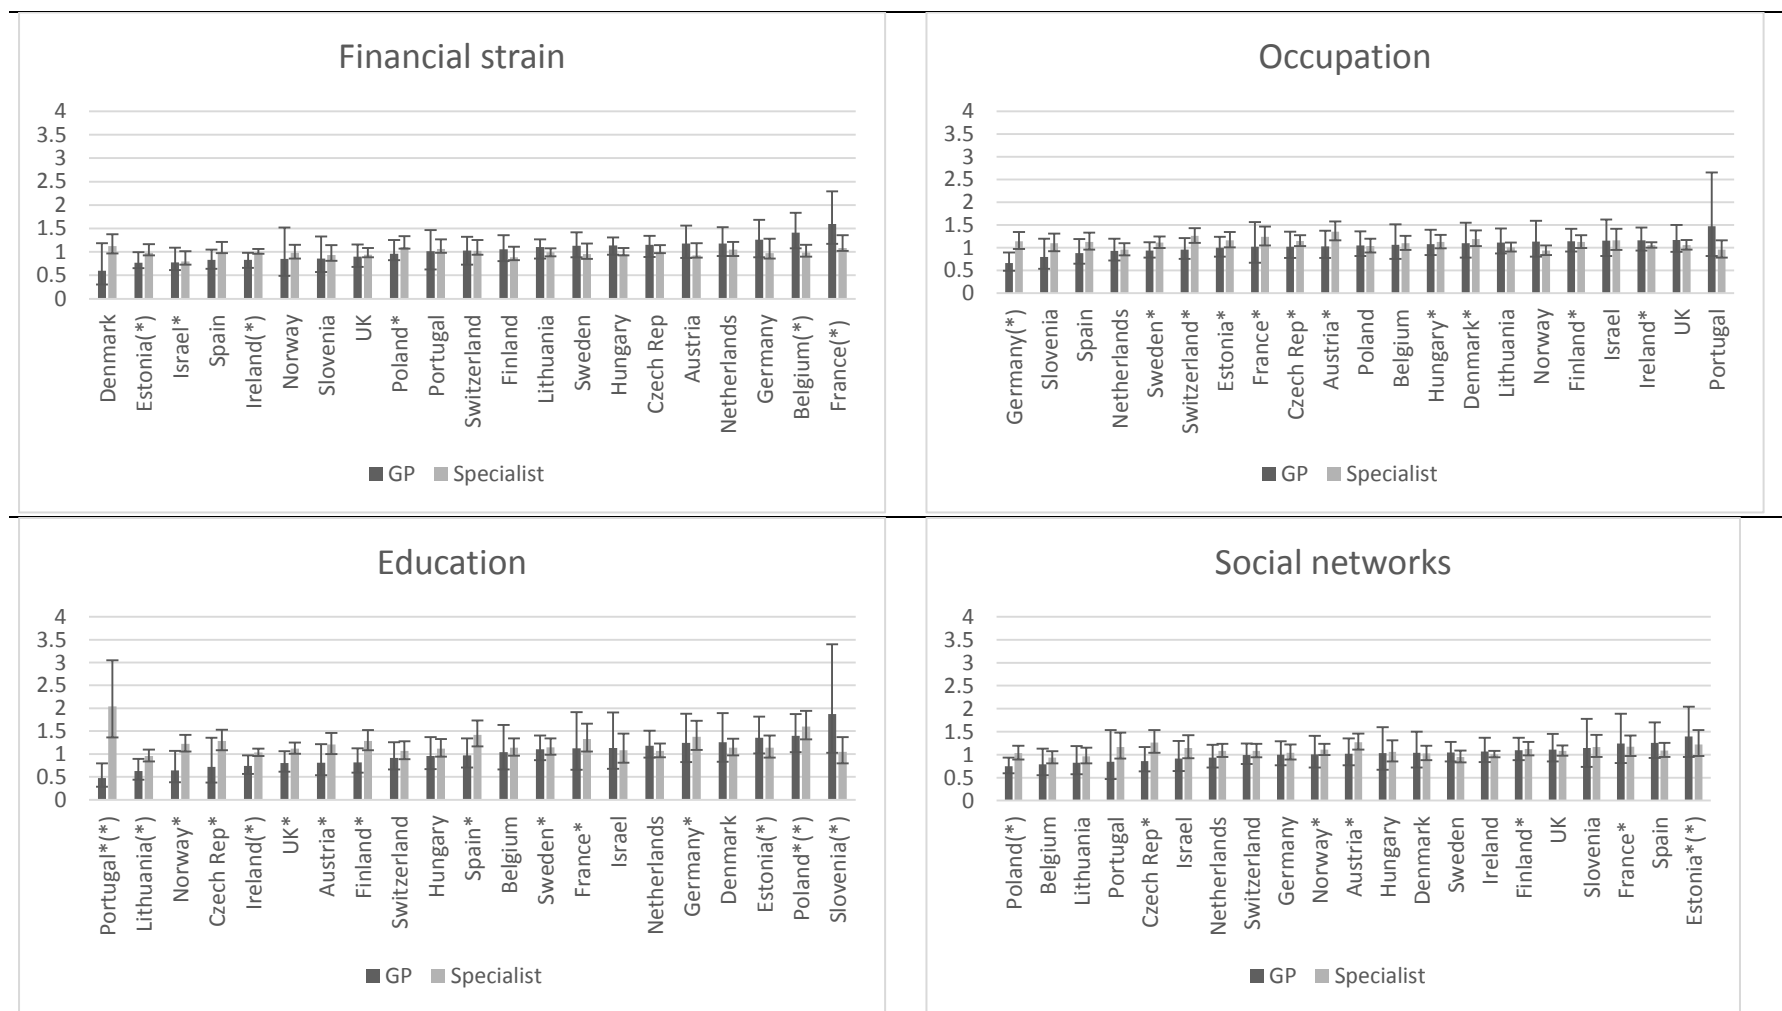 Financial strain
4
3.5
3
2.5
2
1.5
1
0.5
0
Denmark
Estonia(*)
Israel*
Spain
Ireland(*)
Norway
Slovenia
UK
Poland*
Portugal
Switzerland
Finland
Lithuania
Sweden
Hungary
Czech Rep
Austria
Netherlands
Germany
Belgium(*)
France(*)
GP Specialist
Occupation
4
3.5
3
2.5
2
1.5
1
0.5
0
Germany(*)
Slovenia
Spain
Netherlands
Sweden*
Switzerland*
Estonia*
France*
Czech Rep*
Austria*
Poland
Belgium
Hungary*
Denmark*
Lithuania
Norway
Finland*
Israel
Ireland*
UK
Portugal
GP Specialist
Education
4
3.5
3
2.5
2
1.5
1
0.5
0
Portugal*(*)
Lithuania(*)
Norway*
Czech Rep*
Ireland(*)
UK*
Austria*
Finland*
Switzerland
Hungary
Spain*
Belgium
Sweden*
France*
Israel
Netherlands
Germany*
Denmark
Estonia(*)
Poland*(*)
Slovenia(*)
GP Specialist
Social networks
4
3.5
3
2.5
2
1.5
1
0.5
0
Poland(*)
Belgium
Lithuania
Portugal
Czech Rep*
Israel
Netherlands
Switzerland
Germany
Norway*
Austria*
Hungary
Denmark
Sweden
Ireland
Finland*
UK
Slovenia
France*
Spain
Estonia*(*)
GP Specialist